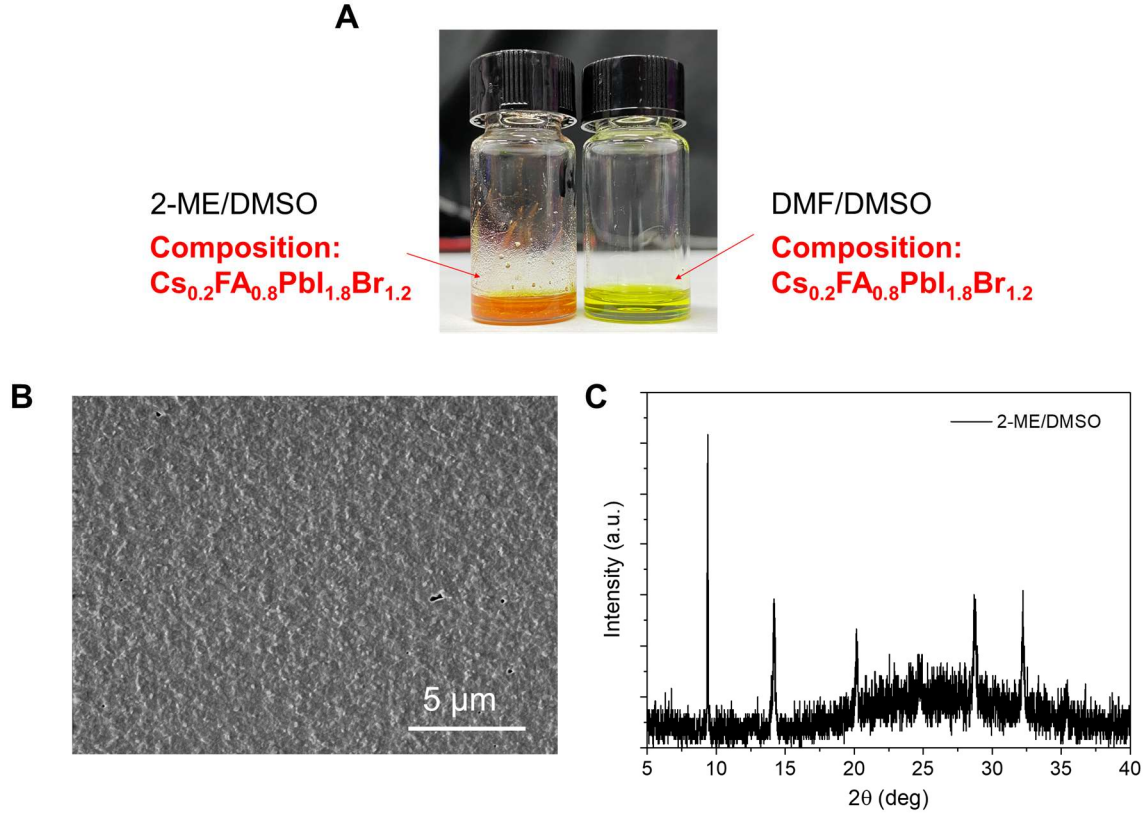 A
2-ME/DMSO
Composition:
Cs0.2FA0.8PbI1.8Br1.2
DMF/DMSO
Composition:
Cs0.2FA0.8PbI1.8Br1.2
B
5 µm
C
2-ME/DMSO
Intensity (a.u.)
5 10 15 20 25 30 35 40
2θ (deg)